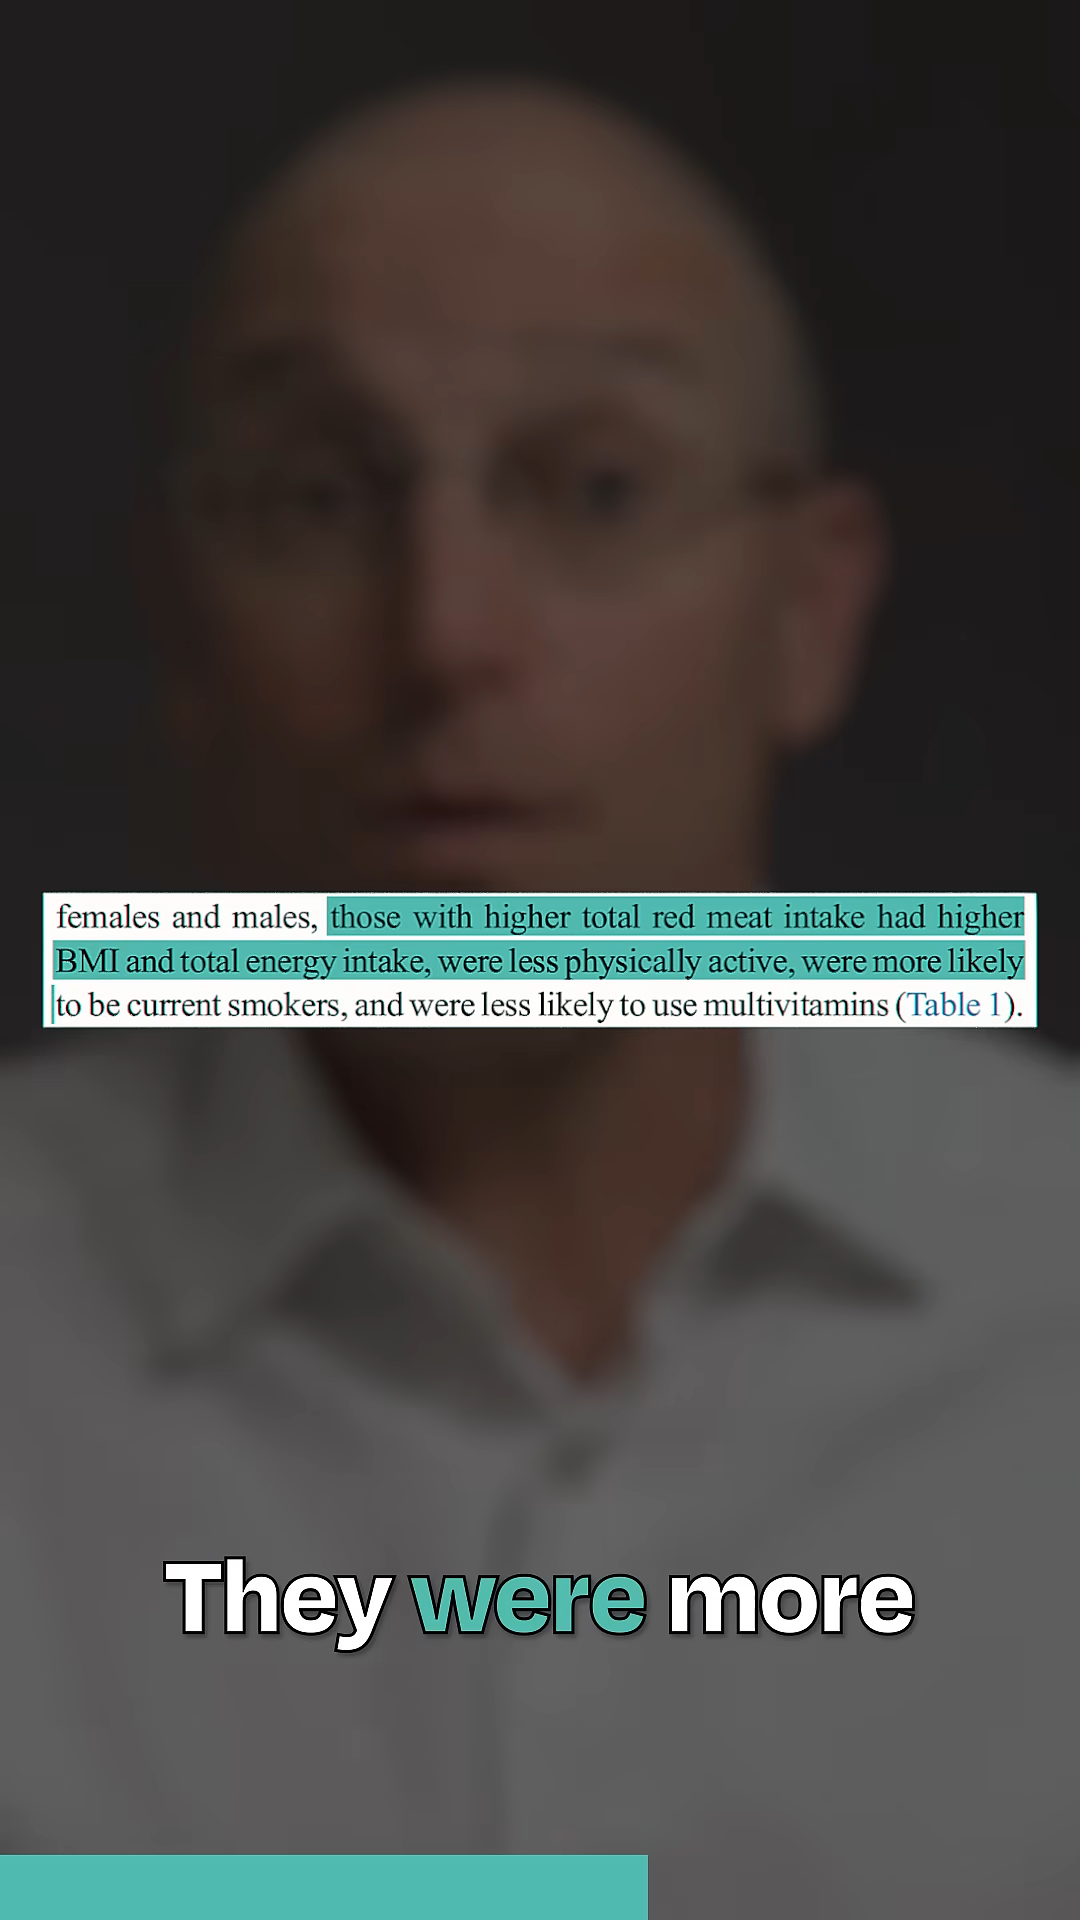 females and males, those with higher total red meat intake had higher
BMI and total energy intake, were less physically active, were more likely
to be current smokers, and were less likely to use multivitamins (Table 1).
They were more